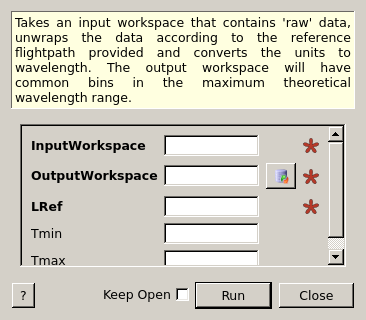 Takes an input workspace that contains 'raw' data,
unwraps the data according to the reference
flightpath provided and converts the units to
wavelength. The output workspace will have
common bins in the maximum theoretical
wavelength range.
InputWorkspace
OutputWorkspace
LRef
Tmin
Tmax
? Keep Open Run Close